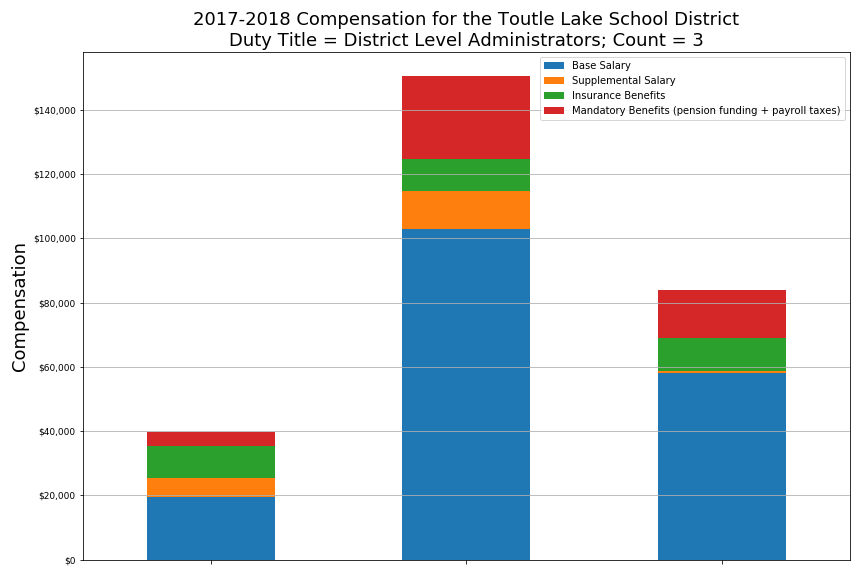 2017-2018 Compensation for the Toutle Lake School District
Duty Title = District Level Administrators; Count = 3
Base Salary
Supplemental Salary
Insurance Benefits
Mandatory Benefits (pension funding + payroll taxes)
Compensation
$140,000
$120,000
$100,000
$80,000
$60,000
$40,000
$20,000
$0